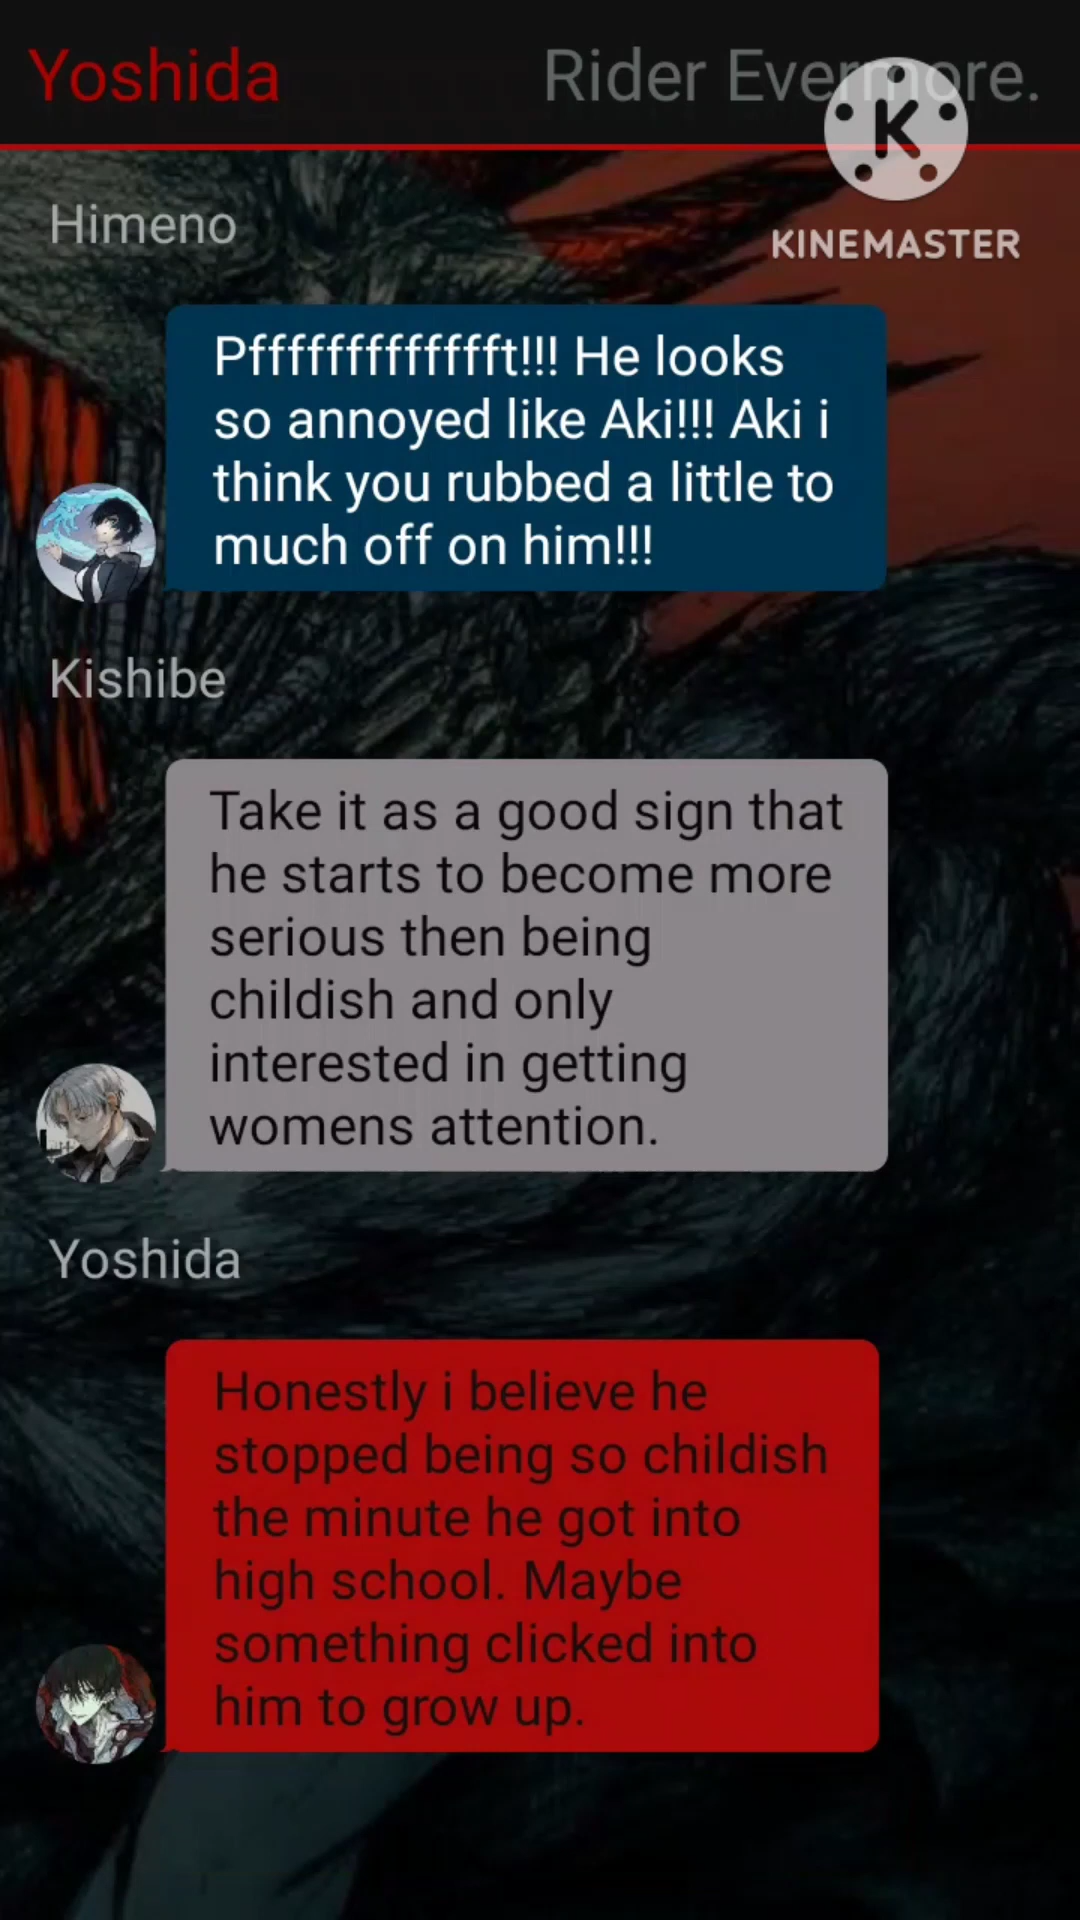 Yoshida
Rider Evermore.
K
KINEMASTER
Himeno
Pfffffffffffffft!!! He looks
so annoyed like Aki!!! Aki i
think you rubbed a little to
much off on him!!!
Kishibe
Take it as a good sign that
he starts to become more
serious then being
childish and only
interested in getting
womens attention.
Yoshida
Honestly i believe he
stopped being so childish
the minute he got into
high school. Maybe
something clicked into
him to grow up.